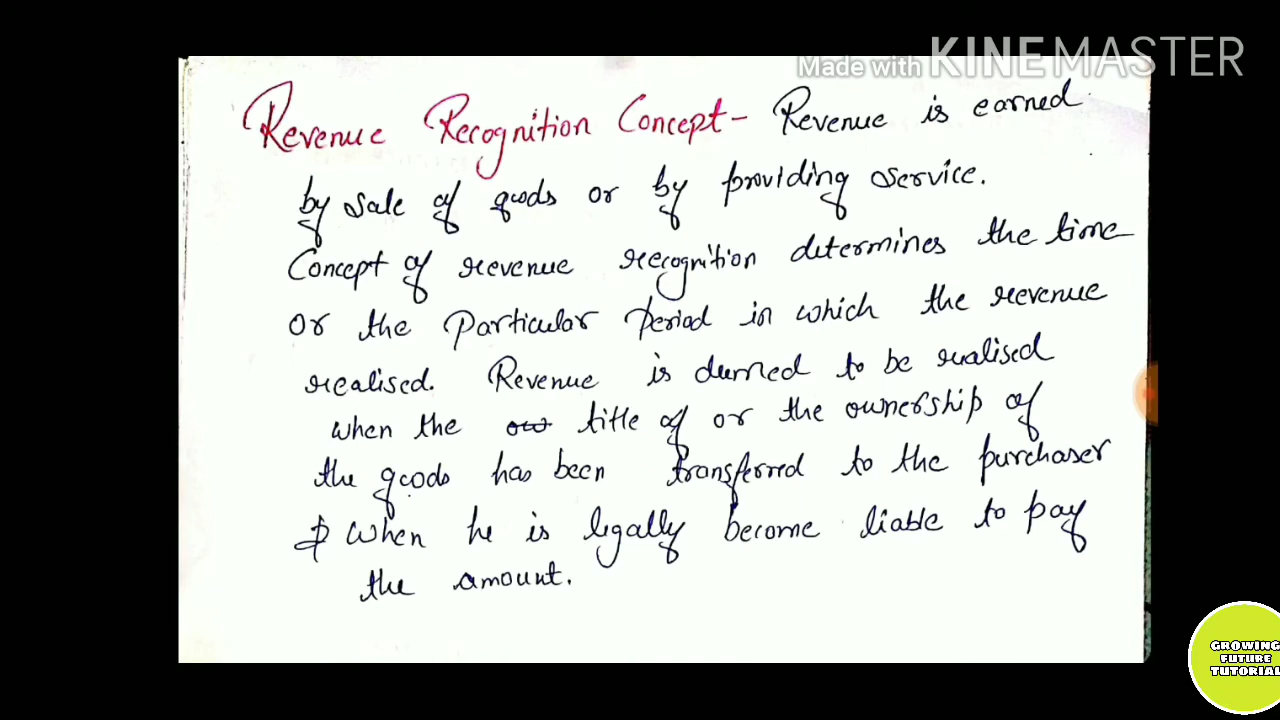 Made with KINEMASTER
Revenue Recognition Concept - Revenue is earned
by sale of goods or by providing service.
Concept of revenue recognition determines the time
or the Particular Period in which the revenue
realised. Revenue is deemed to be realised
when the title of or the ownership of
the goods has been transferred to the purchaser
& when he is legally become liable to pay
the amount.
GROWING
FUTURE
TUTORIAL